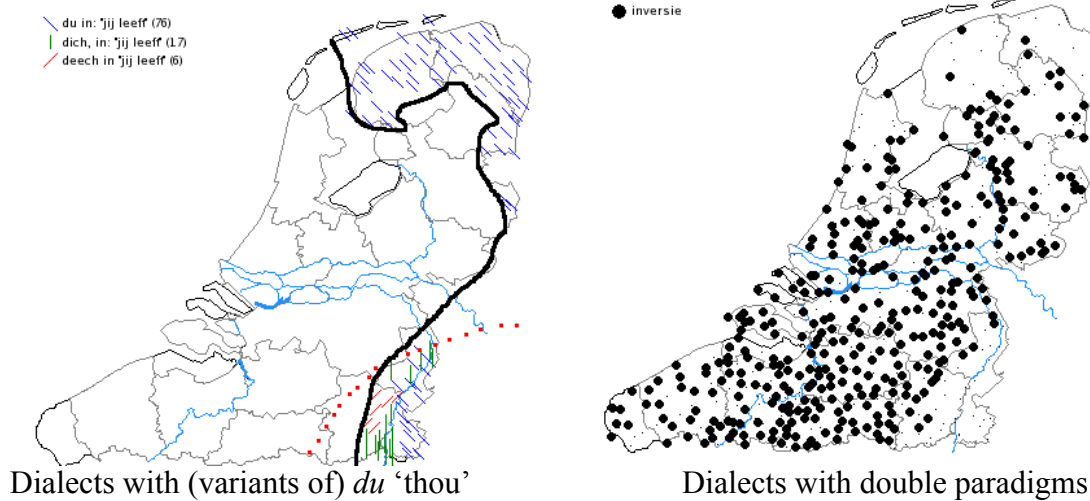 du in: "jij leeft" (76)
dich, in: "jij leeft" (17)
deech in "jij leeft" (6)
inversie
Dialects with (variants of) du ‘thou’
Dialects with double paradigms